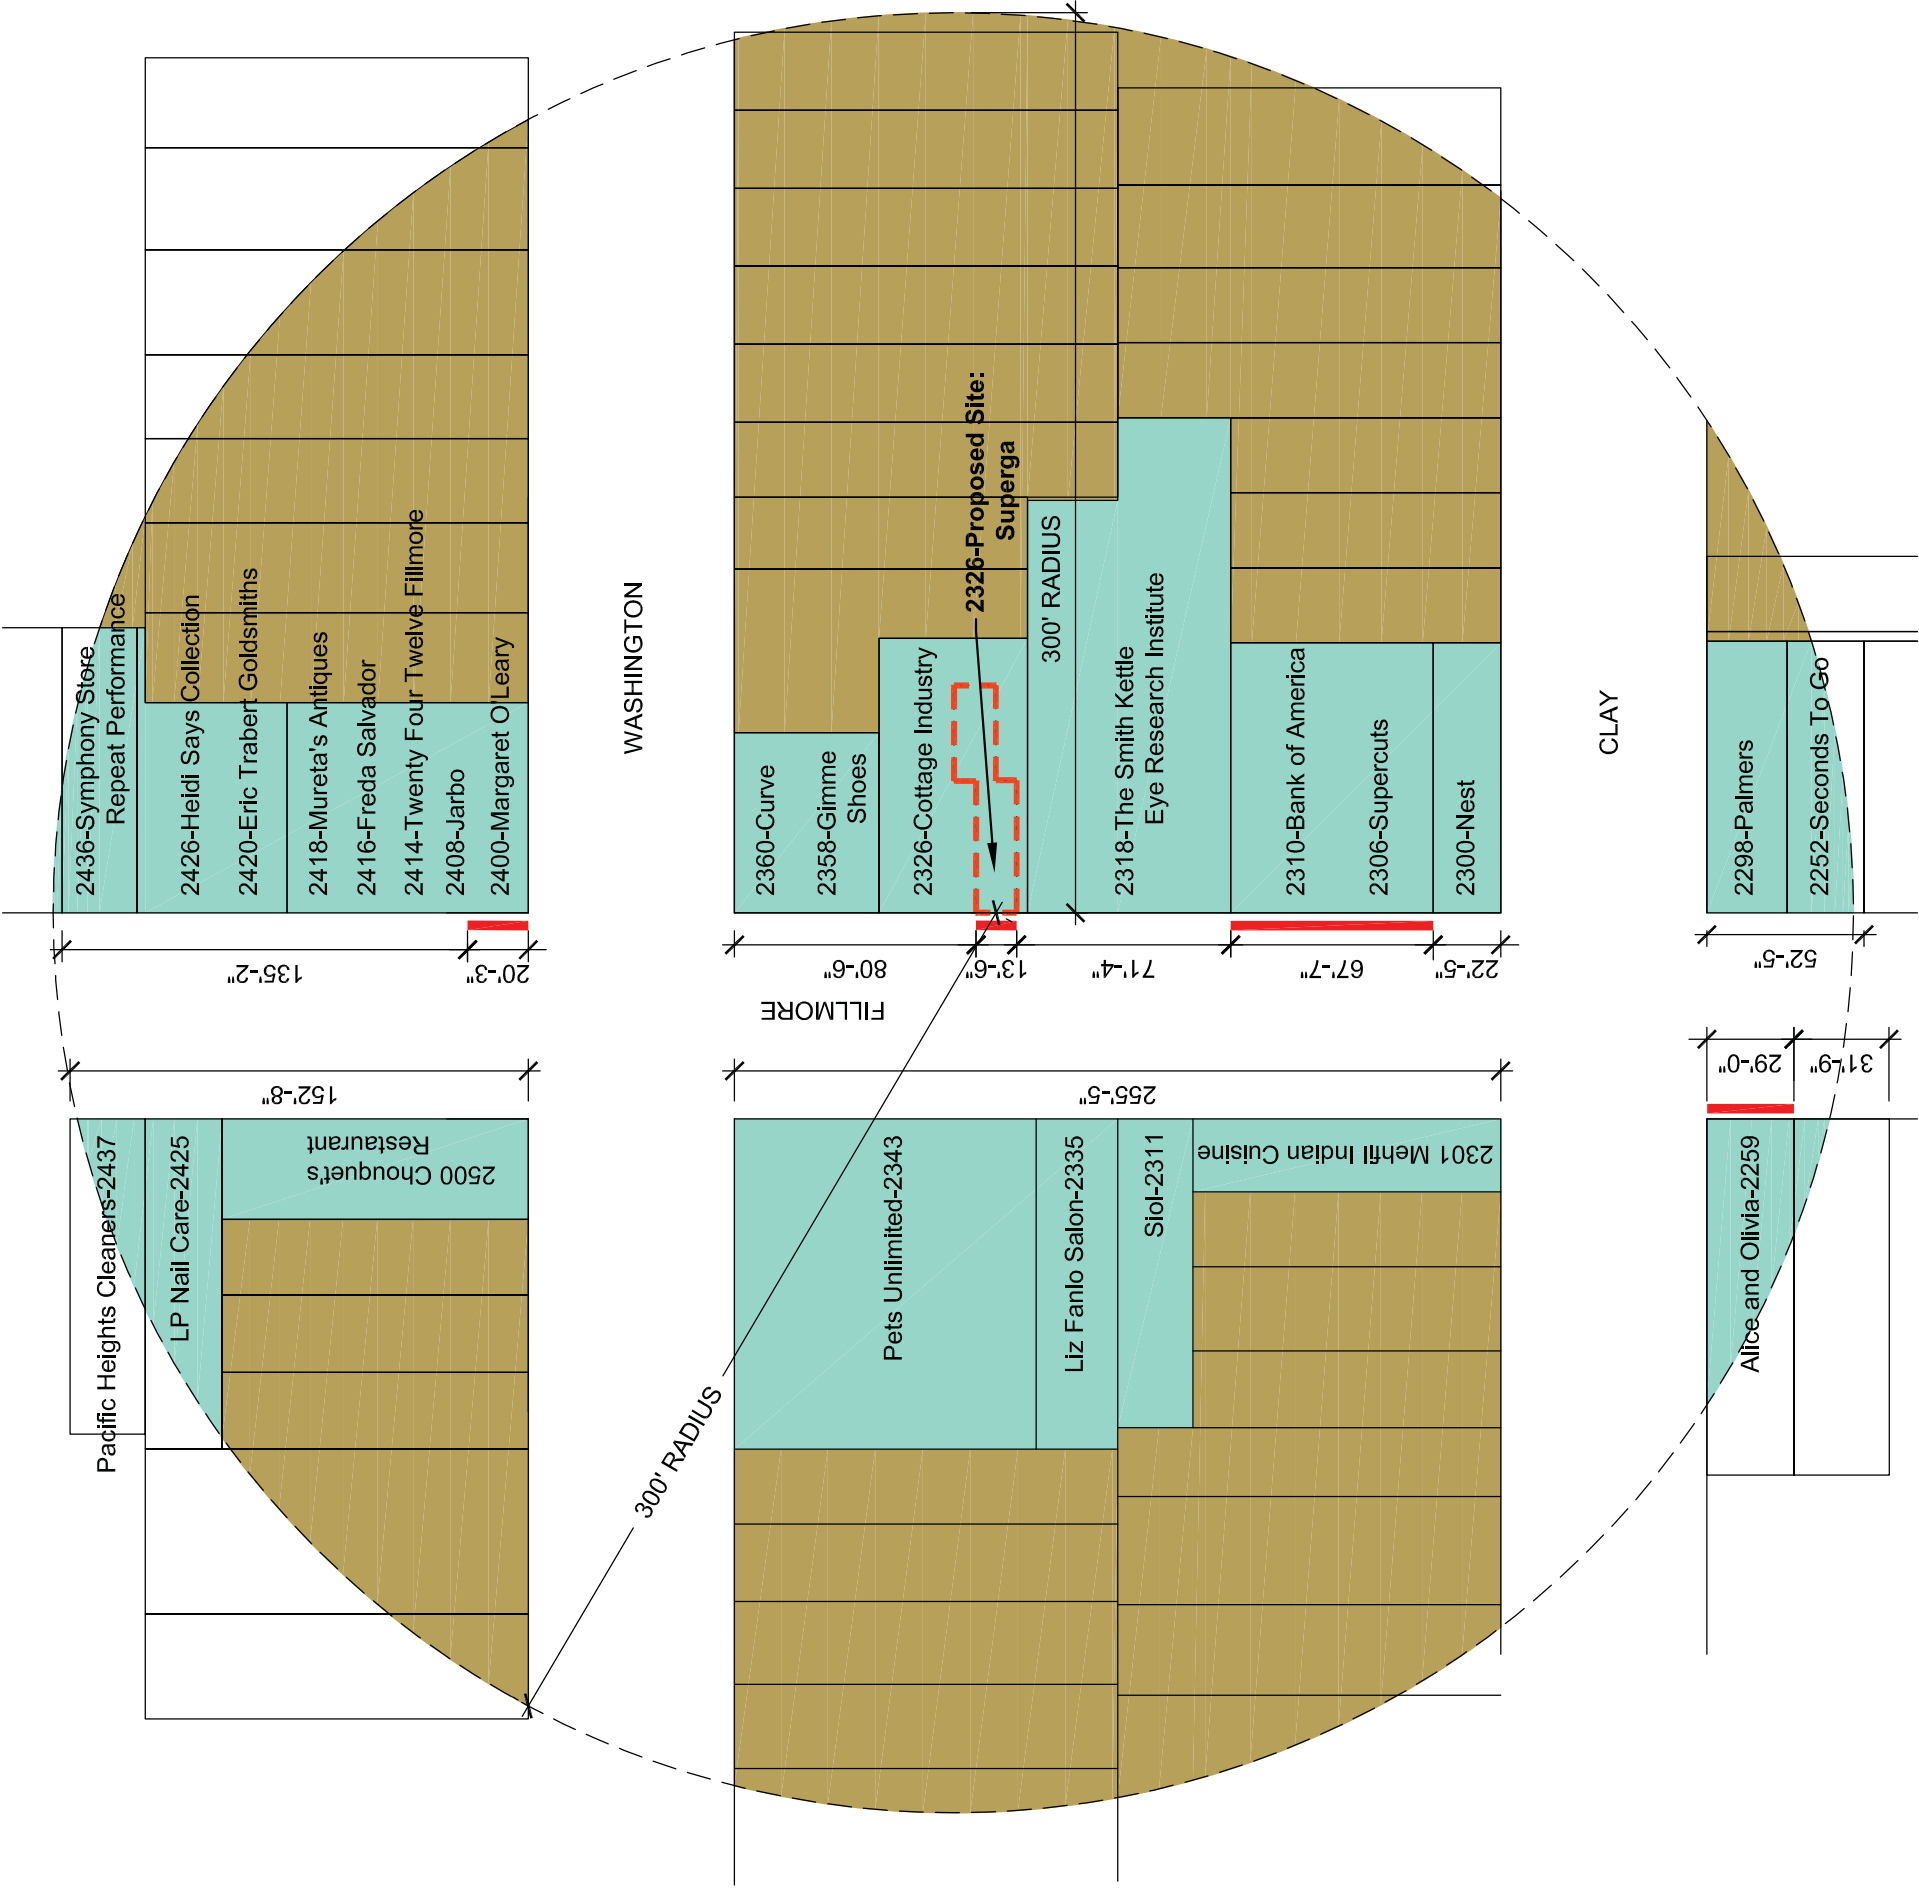 2436-Symphony Store
Repeat Performance
2426-Heidi Says Collection
2420-Eric Trabert Goldsmiths
2418-Mureta's Antiques
2416-Freda Salvador
2414-Twenty Four Twelve Fillmore
2408-Jarbo
2400-Margaret O'Leary
WASHINGTON
2360-Curve
2358-Gimme
Shoes
2326-Cottage Industry
2326-Proposed Site:
Superga
300' RADIUS
2318-The Smith Kettle
Eye Research Institute
2310-Bank of America
2306-Supercuts
2300-Nest
CLAY
2298-Palmers
2252-Seconds To Go
135'-2"
20'-3"
80'-6"
13'-6"
71'-4"
67'-7"
22'-5"
52'-5"
FILLMORE
152'-8"
255'-5"
29'-0"
31'-9"
Pacific Heights Cleaners-2437
LP Nail Care-2425
2500 Chouquet's
Restaurant
300' RADIUS
Pets Unlimited-2343
Liz Fanlo Salon-2335
Siol-2311
2301 Mehfil Indian Cuisine
Alice and Olivia-2259